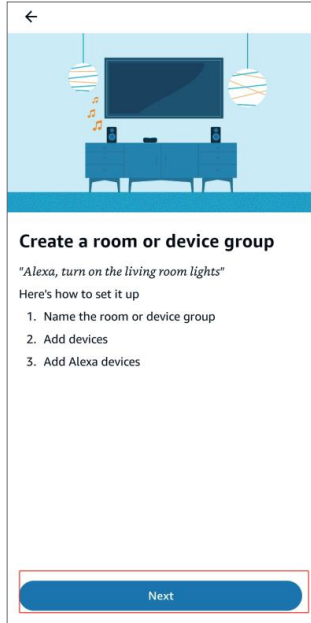 Create a room or device group
"Alexa, turn on the living room lights"
Here's how to set it up
1. Name the room or device group
2. Add devices
3. Add Alexa devices
Next